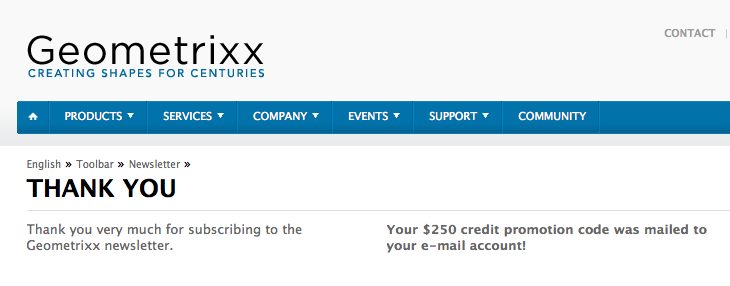 CONTACT |
Geometrixx
CREATING SHAPES FOR CENTURIES
PRODUCTS SERVICES COMPANY EVENTS SUPPORT COMMUNITY
English » Toolbar » Newsletter »
THANK YOU
Thank you very much for subscribing to the
Geometrixx newsletter.
Your $250 credit promotion code was mailed to
your e-mail account!